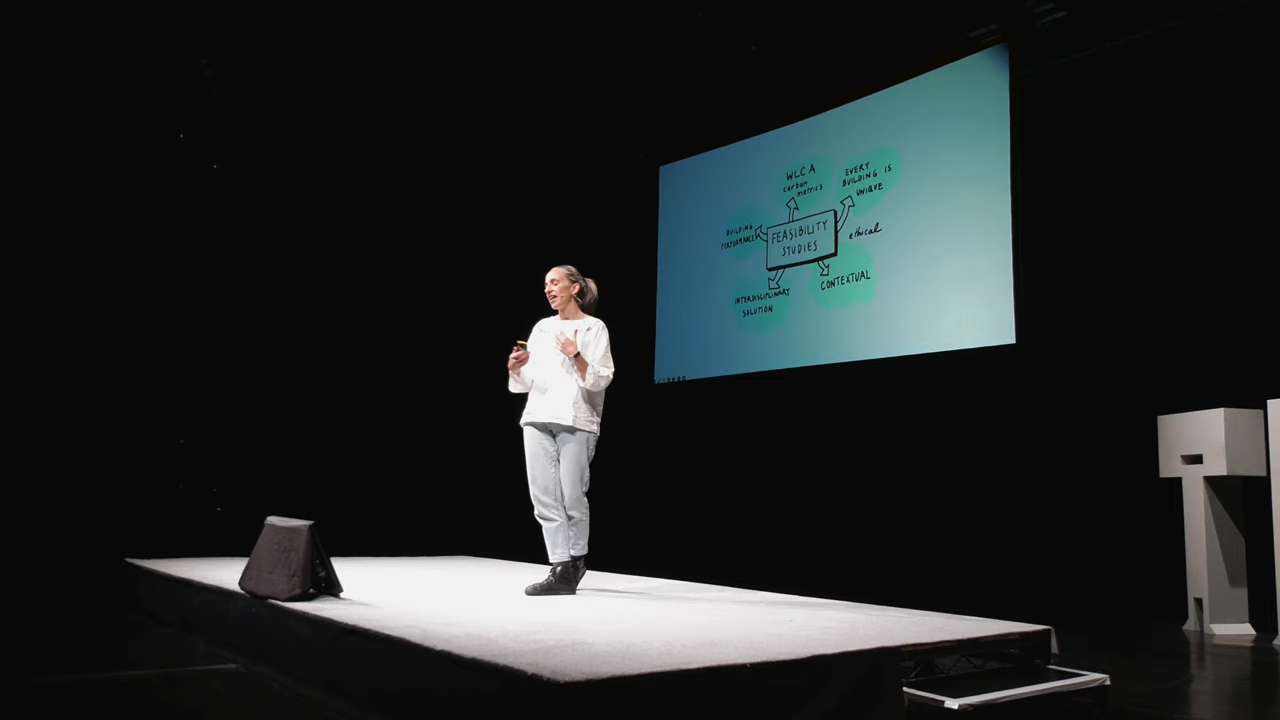 WLCA
carbon
metrics
EVERY
BUILDING IS
UNIQUE
BUILDING
PERFORMANCE
FEASIBILITY
STUDIES
ethical
CONTEXTUAL
INTERDISCIPLINARY
SOLUTION